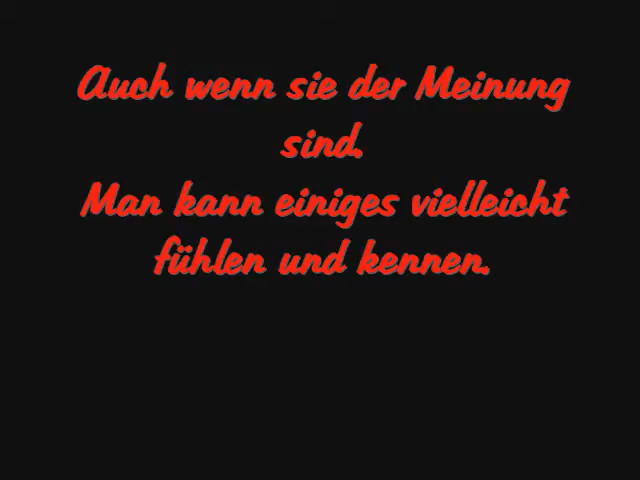 Auch wenn sie der Meinung
sind.
Man kann einiges vielleicht
fühlen und kennen.